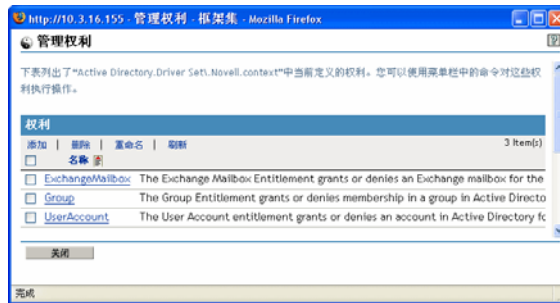 http://10.3.16.155 - 管理权利 - 框架集 - Mozilla Firefox
管理权利
下表列出了“Active Directory.Driver Set\.Novell.context”中当前定义的权利。您可以使用菜单栏中的命令对这些权
利执行操作。
权利
添加 | 删除 | 重命名 | 刷新 3 Item(s)
名称
ExchangeMailbox The Exchange Mailbox Entitlement grants or denies an Exchange mailbox for the
Group The Group Entitlement grants or denies membership in a group in Active Directo
UserAccount The User Account entitlement grants or denies an account in Active Directory fo
关闭
完成